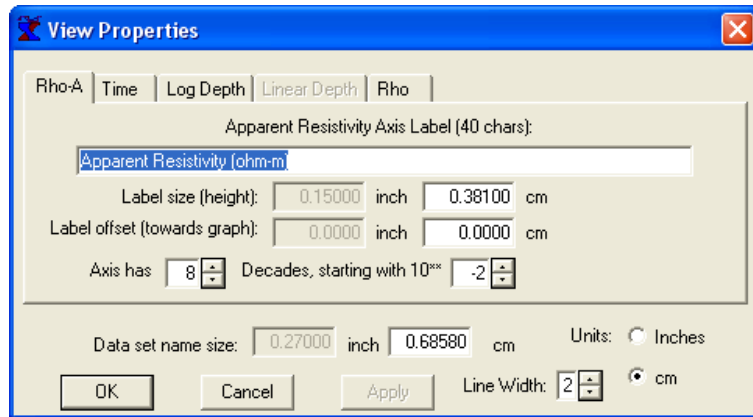 View Properties
Rho-A Time Log Depth Linear Depth Rho
Apparent Resistivity Axis Label (40 chars):
Apparent Resistivity (ohm-m)
Label size (height): 0.15000 inch 0.38100 cm
Label offset (towards graph): 0.0000 inch 0.0000 cm
Axis has 8 Decades, starting with 10** -2
Data set name size: 0.27000 inch 0.68580 cm Units: Inches
OK Cancel Apply Line Width: 2 cm